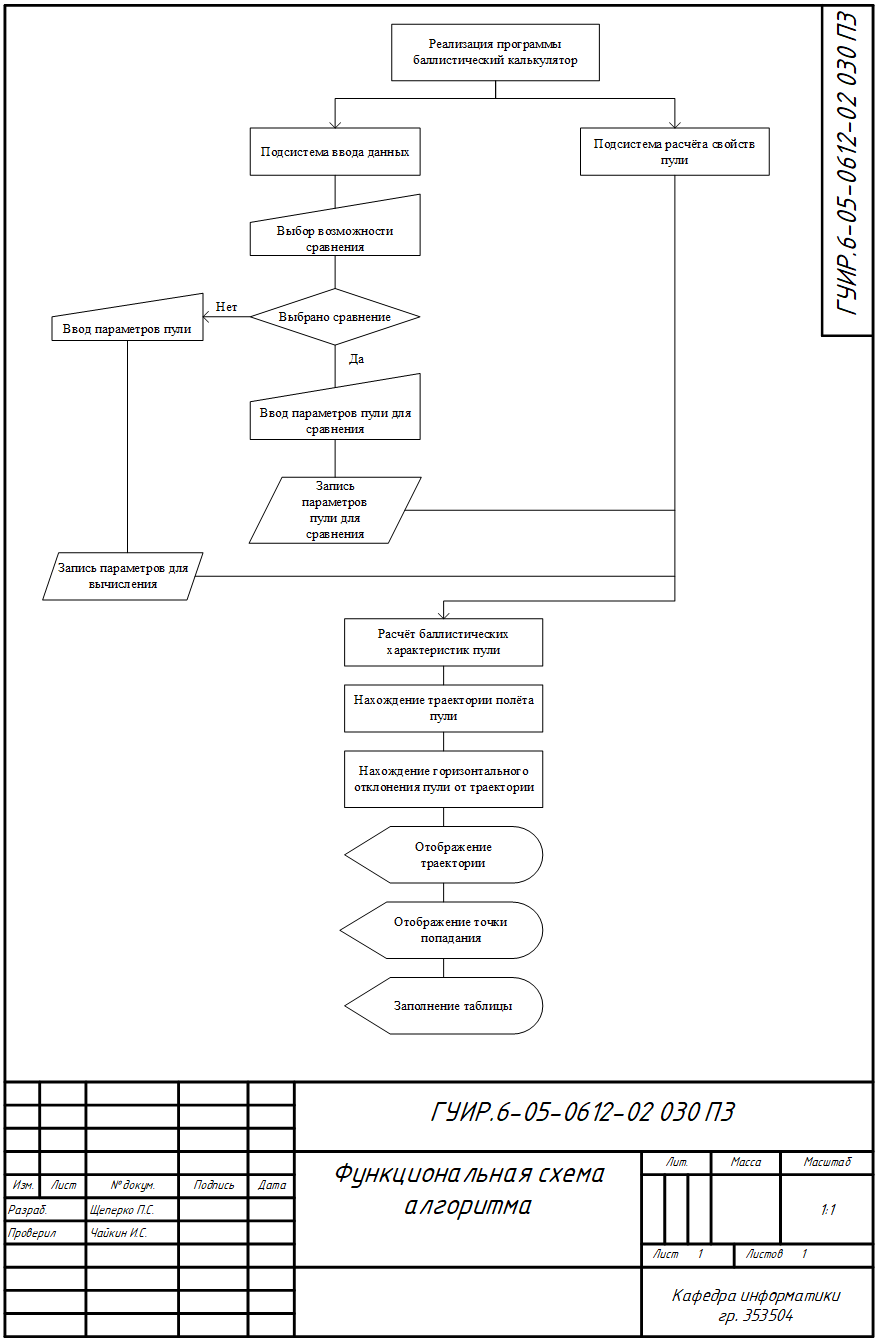 Реализация программы
баллистический калькулятор
ГУИР.6-05-0612-02 030 ПЗ
Подсистема ввода данных
Подсистема расчёта свойств
пули
Выбор возможности
сравнения
Выбрано сравнение
Нет
Ввод параметров пули
Да
Ввод параметров пули для
сравнения
Запись
параметров
пули для
сравнения
Запись параметров для
вычисления
Расчёт баллистических
характеристик пули
Нахождение траектории полёта
пули
Нахождение горизонтального
отклонения пули от траектории
Отображение
траектории
Отображение точки
попадания
Заполнение таблицы
ГУИР.6-05-0612-02 030 ПЗ
Функциональная схема
алгоритма
Лит. Масса Масштаб
1:1
Изм. Лист № докум. Подпись Дата
Разраб. Щеперко П.С.
Проверил Чайкин И.С.
Лист 1 Листов 1
Кафедра информатики
гр. 353504